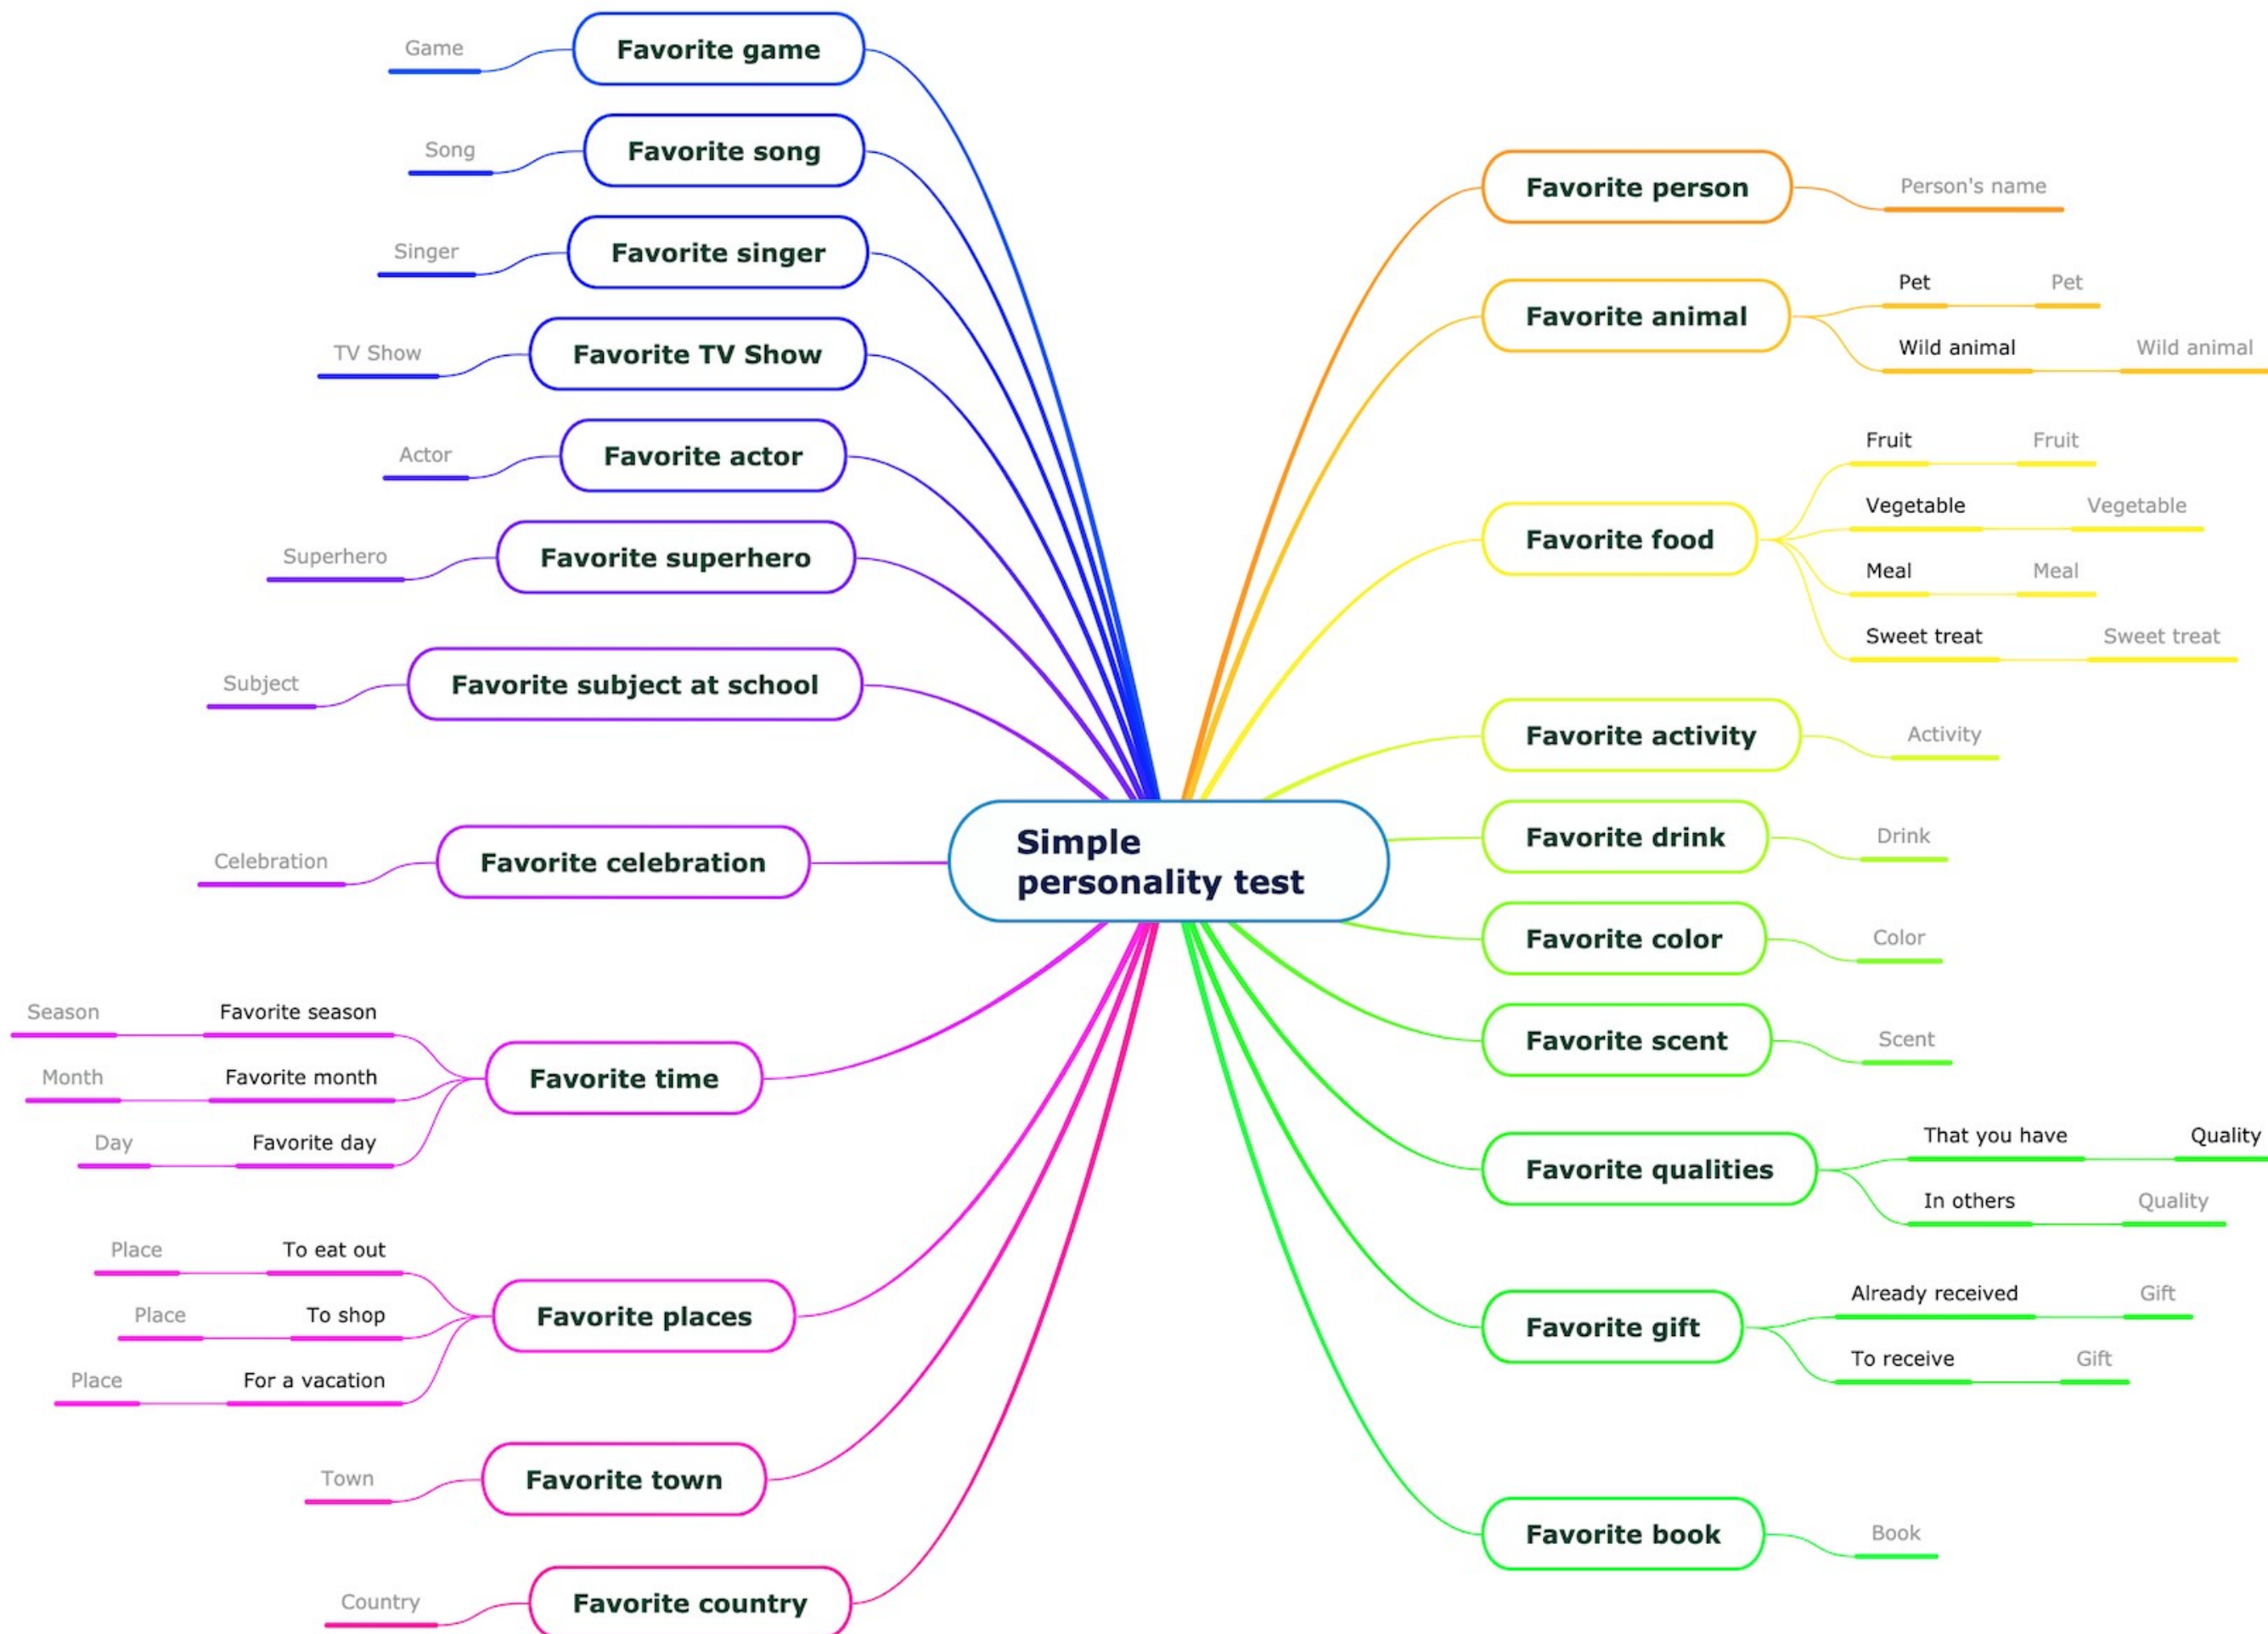 Simple
personality test
Favorite person
Person's name
Favorite animal
Pet
Pet
Wild animal
Wild animal
Favorite food
Fruit
Fruit
Vegetable
Vegetable
Meal
Meal
Sweet treat
Sweet treat
Favorite activity
Activity
Favorite drink
Drink
Favorite color
Color
Favorite scent
Scent
Favorite qualities
That you have
Quality
In others
Quality
Favorite gift
Already received
Gift
To receive
Gift
Favorite book
Book
Favorite country
Country
Favorite town
Town
Favorite places
To eat out
Place
To shop
Place
For a vacation
Place
Favorite time
Favorite season
Season
Favorite month
Month
Favorite day
Day
Favorite celebration
Celebration
Favorite subject at school
Subject
Favorite superhero
Superhero
Favorite actor
Actor
Favorite TV Show
TV Show
Favorite singer
Singer
Favorite song
Song
Favorite game
Game